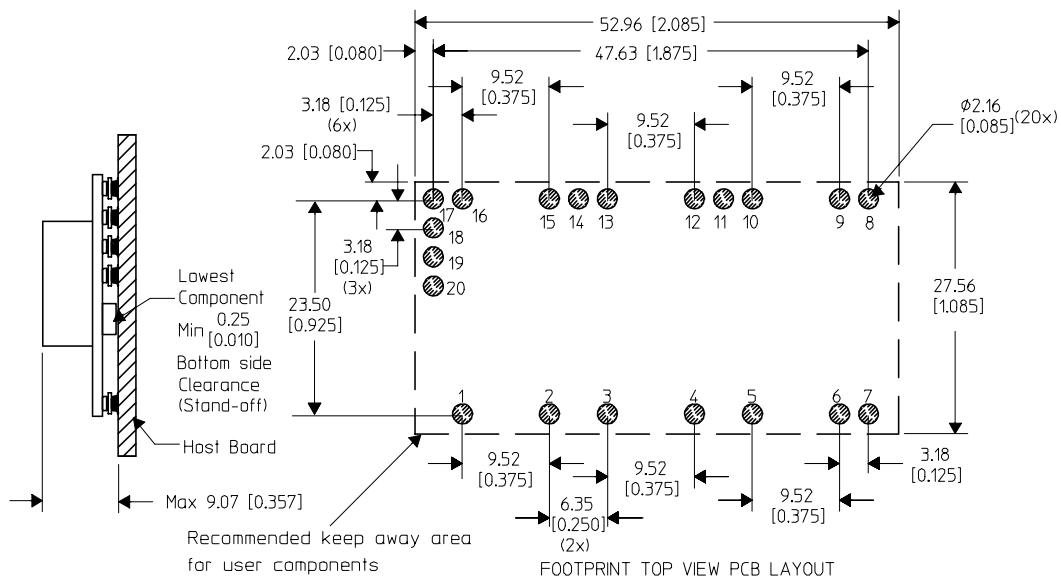 52.96 [2.085]
2.03 [0.080]
47.63 [1.875]
9.52
[0.375]
9.52
[0.375]
3.18 [0.125]
(6x)
9.52
[0.375]
Ø2.16
[0.085] (20x)
2.03 [0.080]
17 16 15 14 13 12 11 10 9 8
18
19
20
3.18
[0.125]
(3x)
23.50
[0.925]
27.56
[1.085]
Lowest
Component
Min 0.25
[0.010]
Bottom side
Clearance
(Stand-off)
Host Board
1 2 3 4 5 6 7
9.52
[0.375]
9.52
[0.375]
3.18
[0.125]
6.35
[0.250]
(2x)
9.52
[0.375]
Max 9.07 [0.357]
Recommended keep away area
for user components
FOOTPRINT TOP VIEW PCB LAYOUT